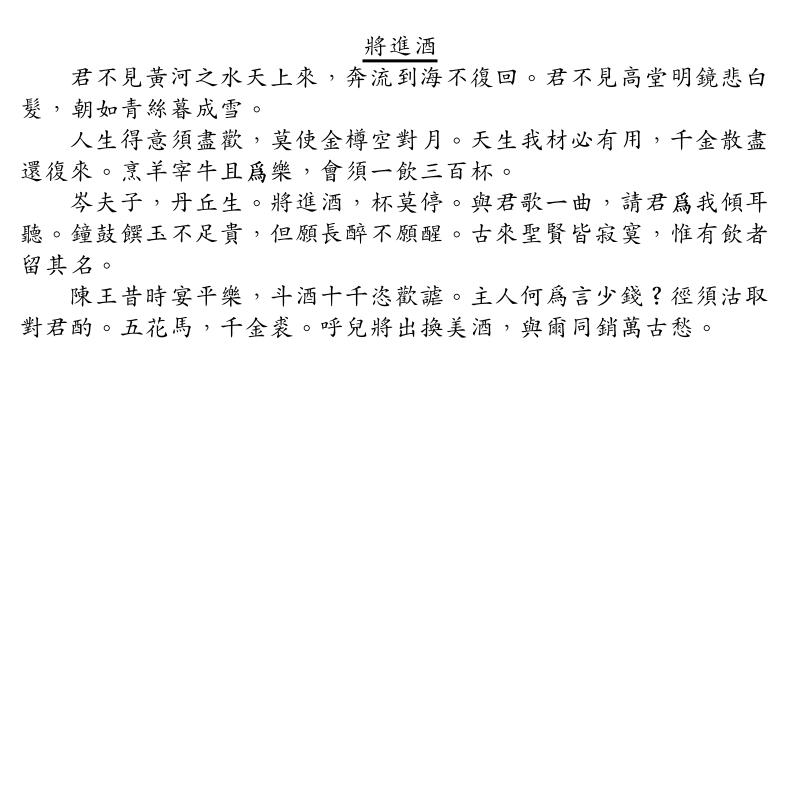 將進酒
君不見黃河之水天上來，奔流到海不復回。君不見高堂明鏡悲白
髮，朝如青絲暮成雪。
人生得意須盡歡，莫使金樽空對月。天生我材必有用，千金散盡
還復來。烹羊宰牛且爲樂，會須一飲三百杯。
岑夫子，丹丘生。將進酒，杯莫停。與君歌一曲，請君爲我傾耳
聽。鐘鼓饌玉不足貴，但願長醉不願醒。古來聖賢皆寂寞，惟有飲者
留其名。
陳王昔時宴平樂，斗酒十千恣歡謔。主人何爲言少錢？徑須沽取
對君酌。五花馬，千金裘。呼兒將出換美酒，與爾同銷萬古愁。